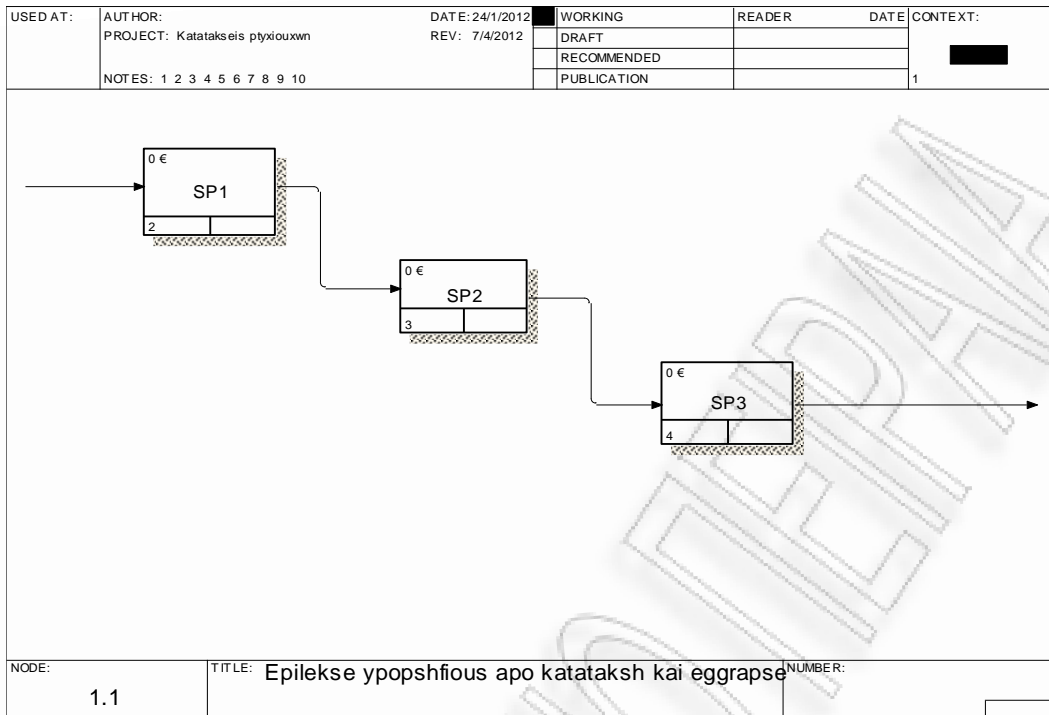 USED AT: AUTHOR: DATE: 24/1/2012 WORKING READER DATE CONTEXT:
PROJECT: Katatakseis ptyxiouxwn REV: 7/4/2012 DRAFT
RECOMMENDED
NOTES: 1 2 3 4 5 6 7 8 9 10 PUBLICATION 1
0 €
SP1
2
0 €
SP2
3
0 €
SP3
4
NODE: TITLE: Epilekse ypopshfious apo katataksh kai eggrapse NUMBER:
1.1